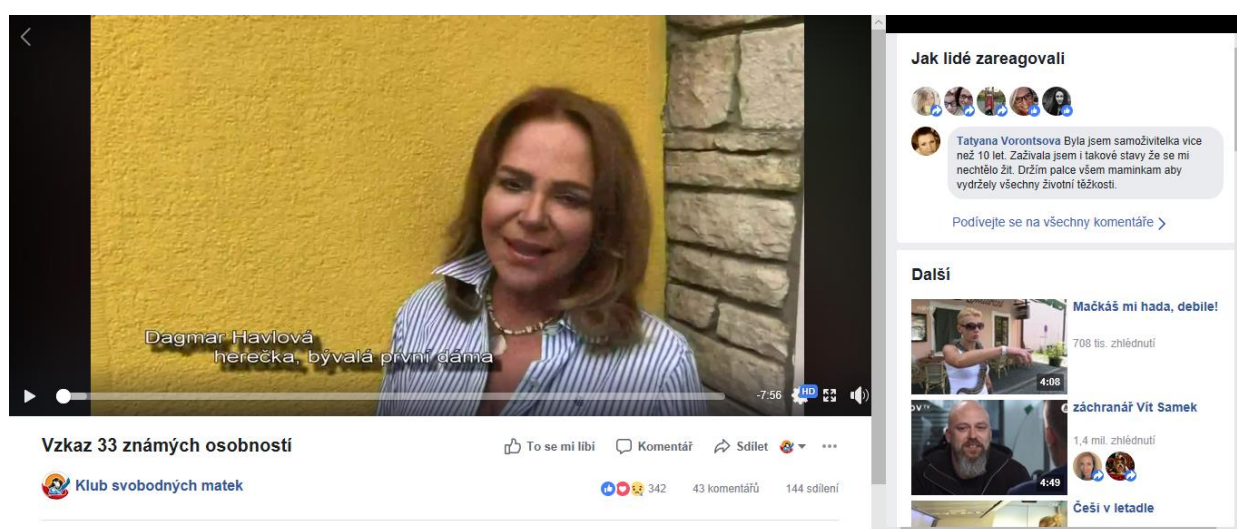 Dagmar Havlová
herečka, bývalá první dáma
-7:56
HD
Vzkaz 33 známých osobností
To se mi líbí
Komentář
Sdílet
Klub svobodných matek
342
43 komentářů
144 sdílení
Jak lidé zareagovali
Tatyana Vorontsova Byla jsem samoživitelka vice
než 10 let. Zaživala jsem i takové stavy že se mi
nechtělo žit. Držím palce všem maminkam aby
vydržely všechny životní těžkosti.
Podívejte se na všechny komentáře
Další
Mačkáš mi hada, debile!
708 tis. zhlédnutí
4:08
záchranář Vít Samek
1,4 mil. zhlédnutí
4:49
Češi v letadle